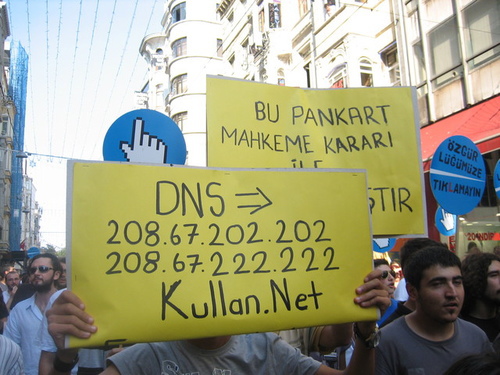 BU PANKART
MAHKEME KARARI
İLE
TIR
DNS ⇒
208.67.202.202
208.67.222.222
Kullan.Net
ÖZGÜR
LÜĞÜMÜZE
TIKLAMAYIN